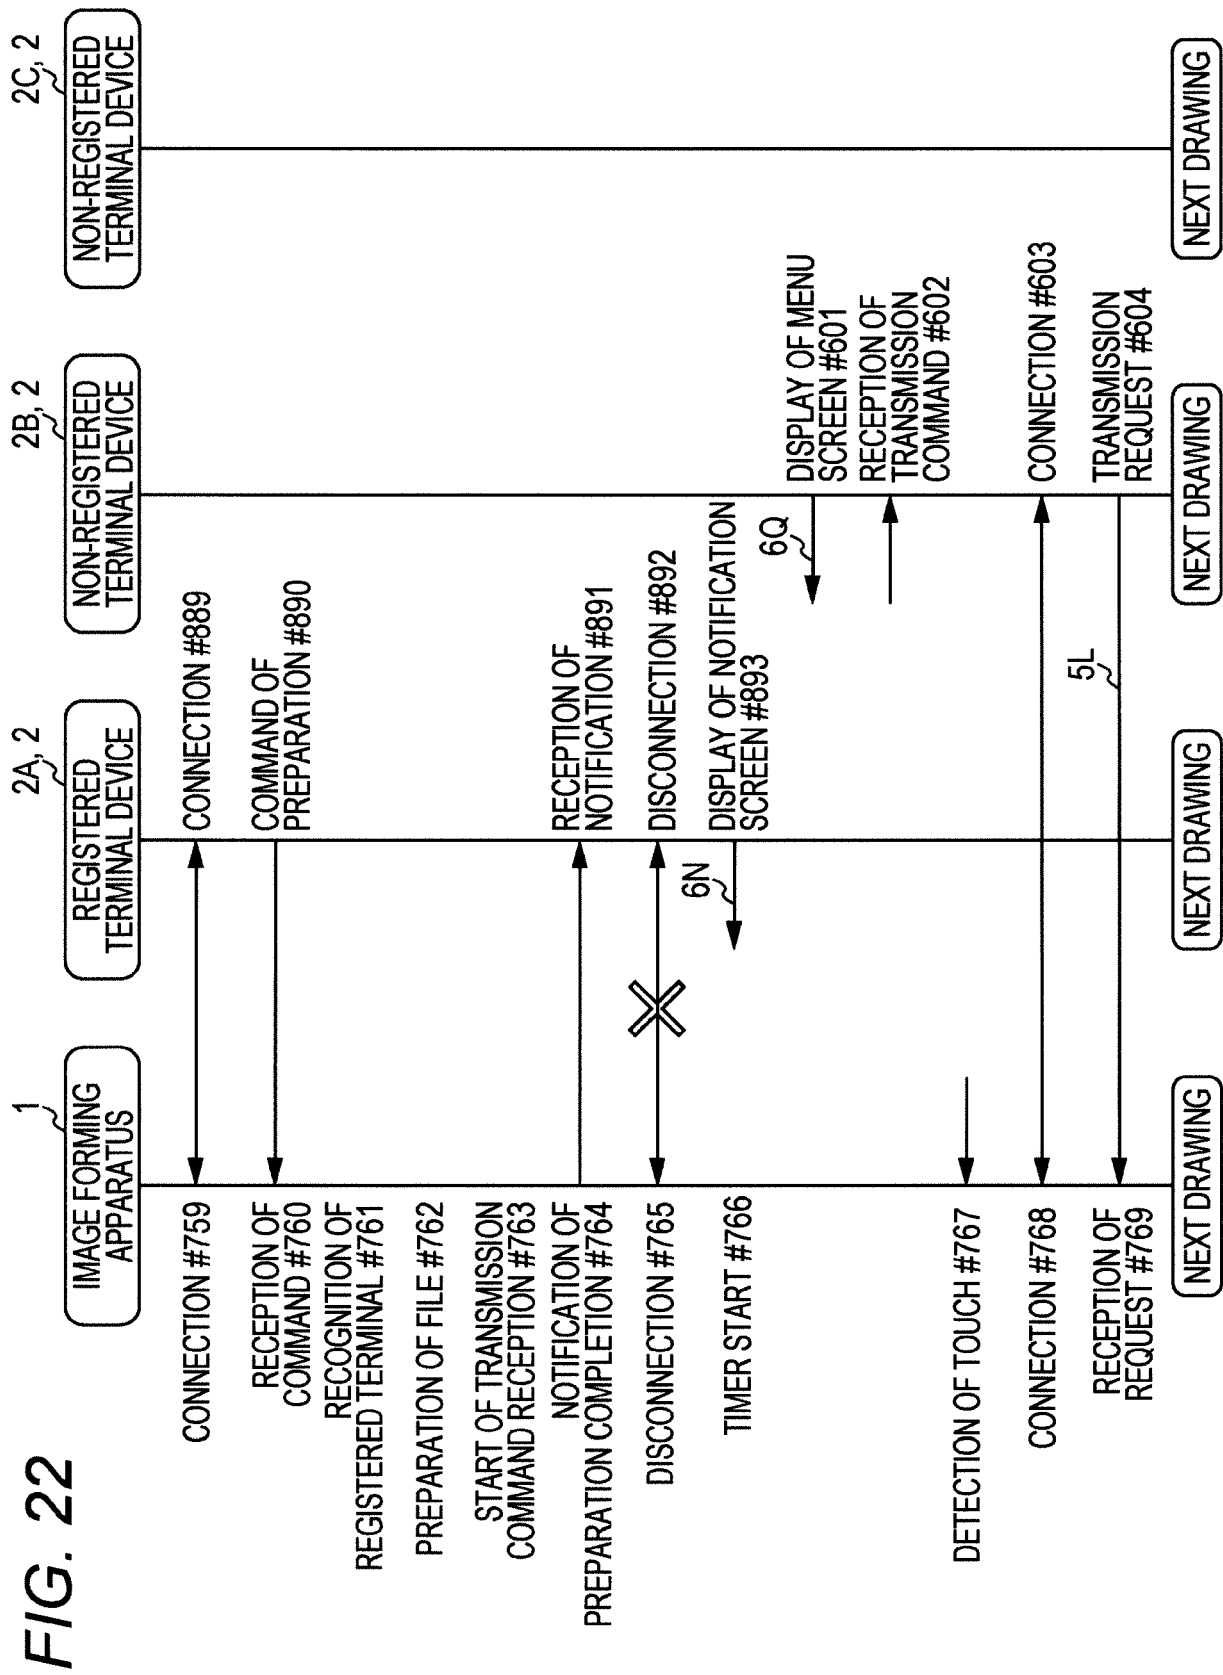 FIG. 22
1
IMAGE FORMING
APPARATUS
2A, 2
REGISTERED
TERMINAL DEVICE
2B, 2
NON-REGISTERED
TERMINAL DEVICE
2C, 2
NON-REGISTERED
TERMINAL DEVICE
CONNECTION #759
CONNECTION #889
RECEPTION OF
COMMAND #760
COMMAND OF
PREPARATION #890
RECOGNITION OF
REGISTERED TERMINAL #761
PREPARATION OF FILE #762
START OF TRANSMISSION
COMMAND RECEPTION #763
NOTIFICATION OF
PREPARATION COMPLETION #764
RECEPTION OF
NOTIFICATION #891
DISCONNECTION #765
DISCONNECTION #892
TIMER START #766
6N
DISPLAY OF NOTIFICATION
SCREEN #893
6Q
DISPLAY OF MENU
SCREEN #601
RECEPTION OF
TRANSMISSION
COMMAND #602
DETECTION OF TOUCH #767
CONNECTION #768
CONNECTION #603
RECEPTION OF
REQUEST #769
5L
TRANSMISSION
REQUEST #604
NEXT DRAWING
NEXT DRAWING
NEXT DRAWING
NEXT DRAWING